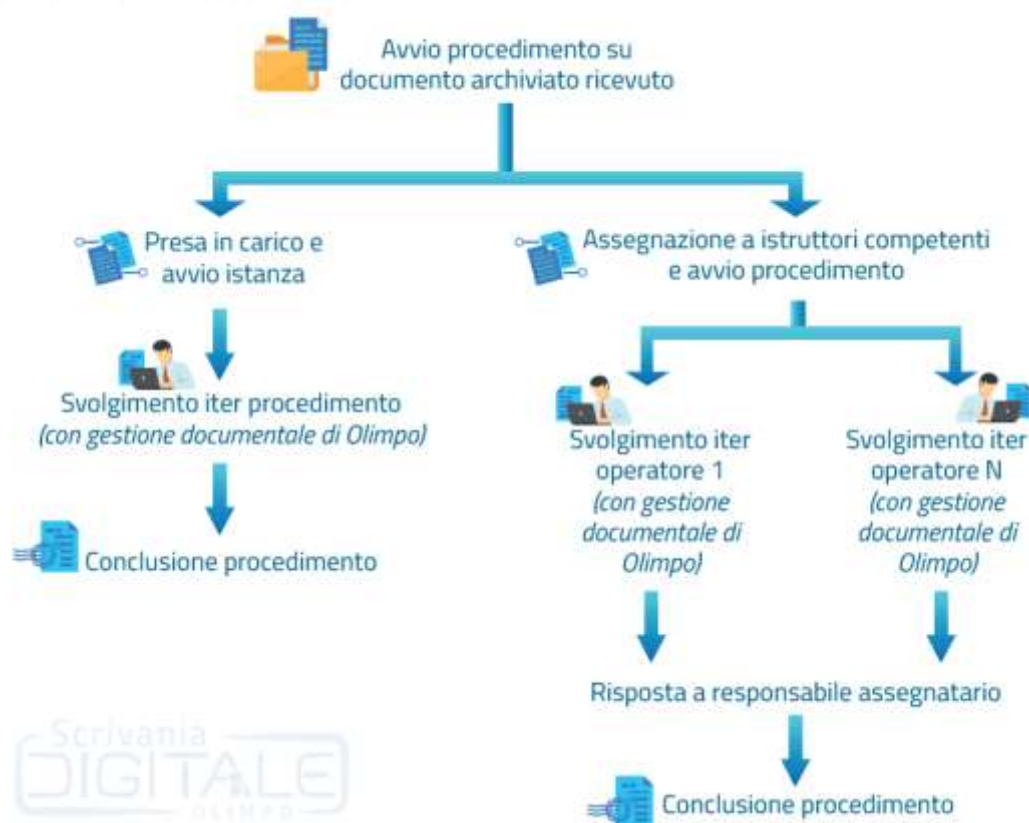 Avvio procedimento su
documento archiviato ricevuto
Presa in carico e
avvio istanza
Svolgimento iter procedimento
(con gestione documentale di Olimpo)
Conclusione procedimento
Assegnazione a istruttori competenti
e avvio procedimento
Svolgimento iter
operatore 1
(con gestione
documentale di
Olimpo)
Svolgimento iter
operatore N
(con gestione
documentale di
Olimpo)
Risposta a responsabile assegnatario
Conclusione procedimento
Scrivania
DIGITALE
OLIMPO